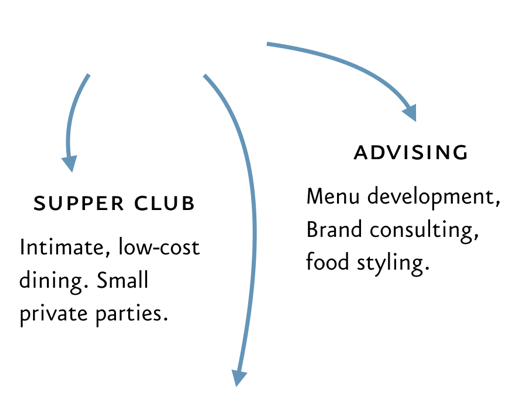 SUPPER CLUB
Intimate, low-cost
dining. Small
private parties.
ADVISING
Menu development,
Brand consulting,
food styling.